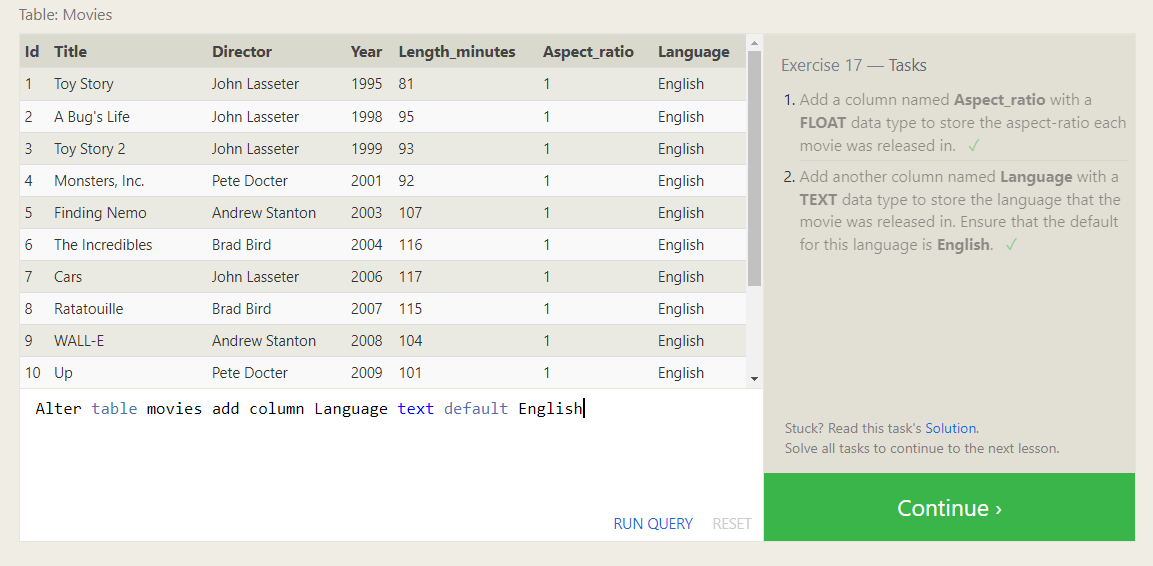 Table: Movies
Id Title Director Year Length_minutes Aspect_ratio Language
1 Toy Story John Lasseter 1995 81 1 English
2 A Bug's Life John Lasseter 1998 95 1 English
3 Toy Story 2 John Lasseter 1999 93 1 English
4 Monsters, Inc. Pete Docter 2001 92 1 English
5 Finding Nemo Andrew Stanton 2003 107 1 English
6 The Incredibles Brad Bird 2004 116 1 English
7 Cars John Lasseter 2006 117 1 English
8 Ratatouille Brad Bird 2007 115 1 English
9 WALL-E Andrew Stanton 2008 104 1 English
10 Up Pete Docter 2009 101 1 English
Alter table movies add column Language text default English
RUN QUERY RESET
Exercise 17 — Tasks
1. Add a column named Aspect_ratio with a
FLOAT data type to store the aspect-ratio each
movie was released in. ✓
2. Add another column named Language with a
TEXT data type to store the language that the
movie was released in. Ensure that the default
for this language is English. ✓
Stuck? Read this task's Solution.
Solve all tasks to continue to the next lesson.
Continue ›